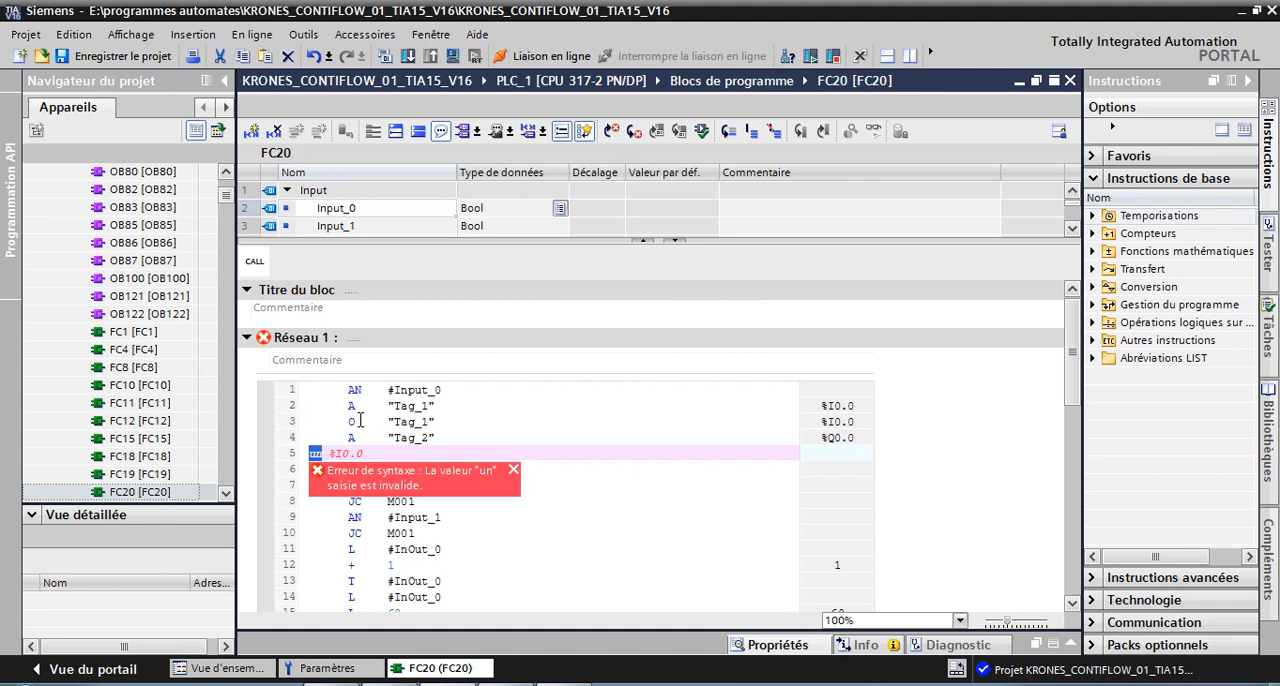 TIA V16 Siemens - E:\programmes automates\KRONES_CONTIFLOW_01_TIA15_V16\KRONES_CONTIFLOW_01_TIA15_V16
Projet Edition Affichage Insertion En ligne Outils Accessoires Fenêtre Aide
Totally Integrated Automation
PORTAL
Enregistrer le projet Liaison en ligne Interrompre la liaison en ligne
Navigateur du projet
KRONES_CONTIFLOW_01_TIA15_V16 PLC_1 [CPU 317-2 PN/DP] Blocs de programme FC20 [FC20]
Instructions
Appareils
Options
Programmation API
OB80 [OB80]
OB82 [OB82]
OB83 [OB83]
OB85 [OB85]
OB86 [OB86]
OB87 [OB87]
OB100 [OB100]
OB121 [OB121]
OB122 [OB122]
FC1 [FC1]
FC4 [FC4]
FC8 [FC8]
FC10 [FC10]
FC11 [FC11]
FC12 [FC12]
FC15 [FC15]
FC18 [FC18]
FC19 [FC19]
FC20 [FC20]
Vue détaillée
Nom Adres...
FC20
Nom Type de données Décalage Valeur par déf. Commentaire
1 Input
2 Input_0 Bool
3 Input_1 Bool
CALL
Titre du bloc .....
Commentaire
Réseau 1 : .....
Commentaire
1 AN #Input_0
2 A "Tag_1" %I0.0
3 O "Tag_1" %I0.0
4 A "Tag_2" %Q0.0
5 %I0.0
6 Erreur de syntaxe : La valeur "un"
7 saisie est invalide.
8 JC M001
9 AN #Input_1
10 JC M001
11 L #InOut_0
12 + 1 1
13 T #InOut_0
14 L #InOut_0
15 L 60 60
100%
Favoris
Instructions de base
Nom
Temporisations
Compteurs
Fonctions mathématiques
Transfert
Conversion
Gestion du programme
Opérations logiques sur ...
Autres instructions
Abréviations LIST
Instructions avancées
Technologie
Communication
Packs optionnels
Instructions
Tester
Tâches
Bibliothèques
Compléments
Propriétés Info Diagnostic
Vue du portail Vue d'ensem... Paramètres FC20 (FC20) Projet KRONES_CONTIFLOW_01_TIA15...